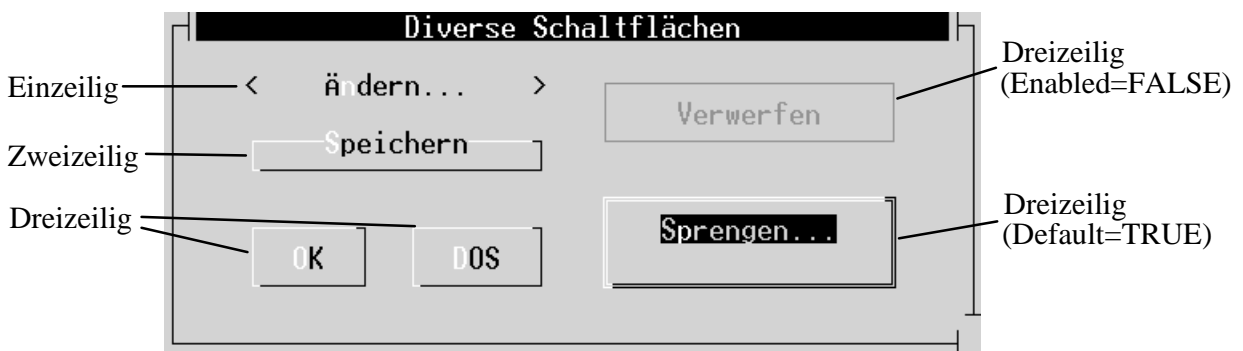 Diverse Schaltflächen
Einzeilig
< Ändern... >
Zweizeilig
Speichern
Dreizeilig
OK
DOS
Verwerfen
Dreizeilig
(Enabled=FALSE)
Sprengen...
Dreizeilig
(Default=TRUE)